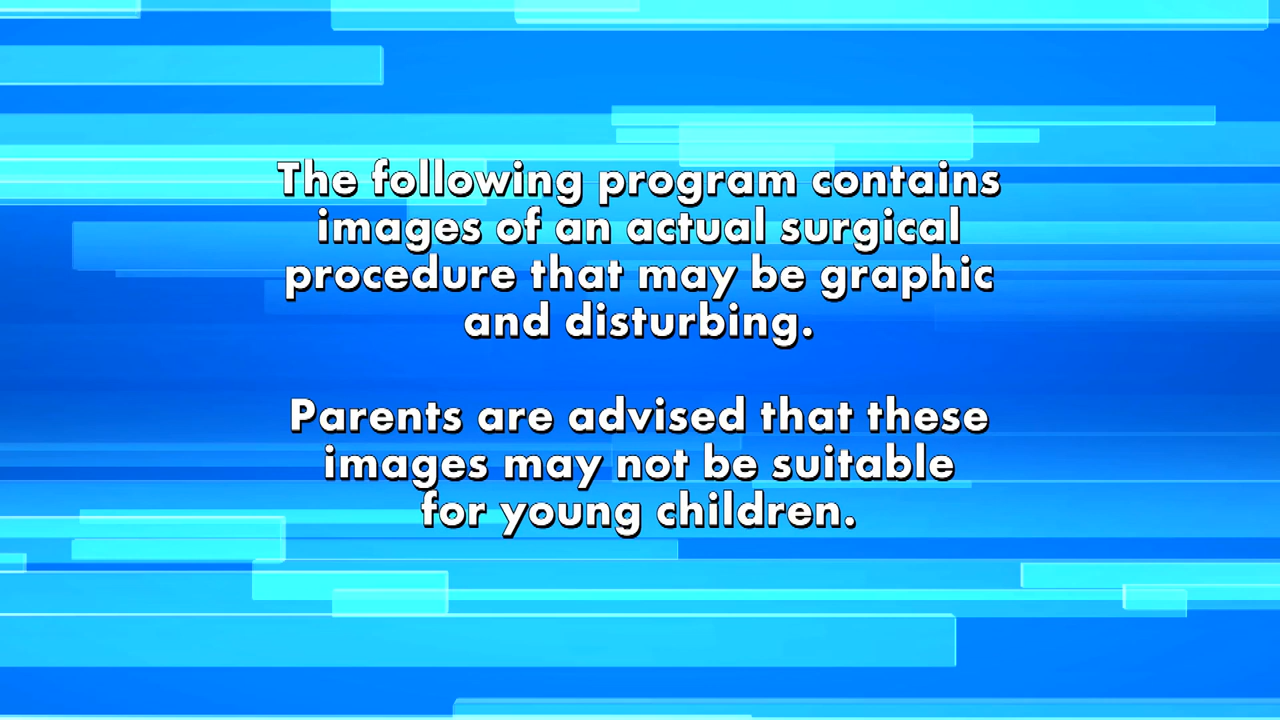 The following program contains
images of an actual surgical
procedure that may be graphic
and disturbing.
Parents are advised that these
images may not be suitable
for young children.